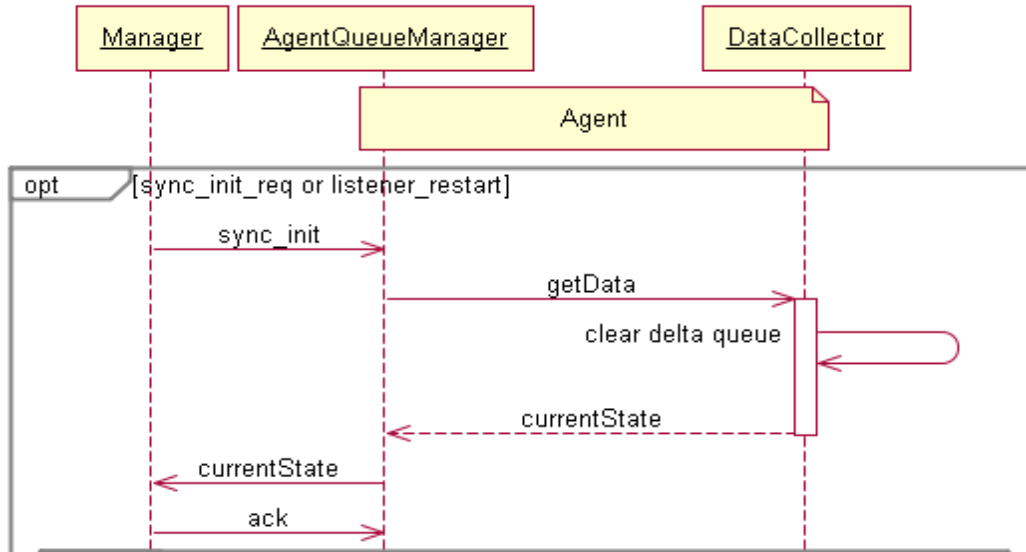 Manager
AgentQueueManager
DataCollector
Agent
opt
[sync_init_req or listener_restart]
sync_init
getData
clear delta queue
currentState
currentState
ack